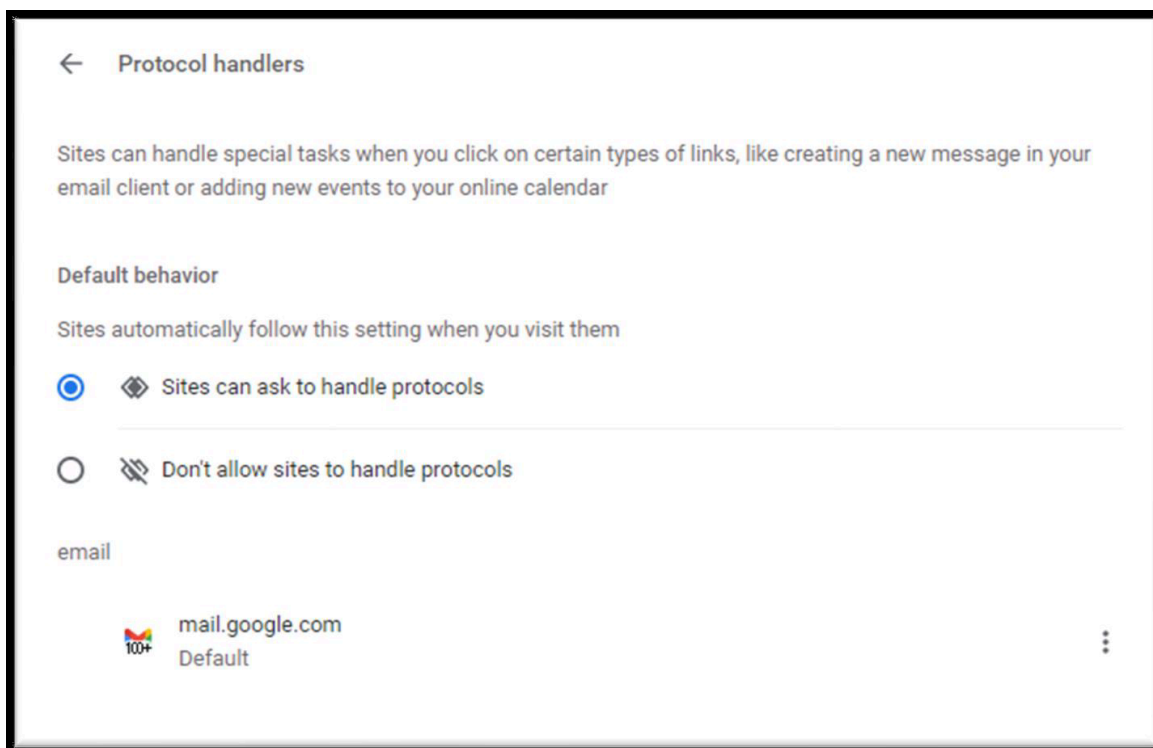 Protocol handlers
Sites can handle special tasks when you click on certain types of links, like creating a new message in your
email client or adding new events to your online calendar
Default behavior
Sites automatically follow this setting when you visit them
Sites can ask to handle protocols
Don't allow sites to handle protocols
email
mail.google.com
100+
Default